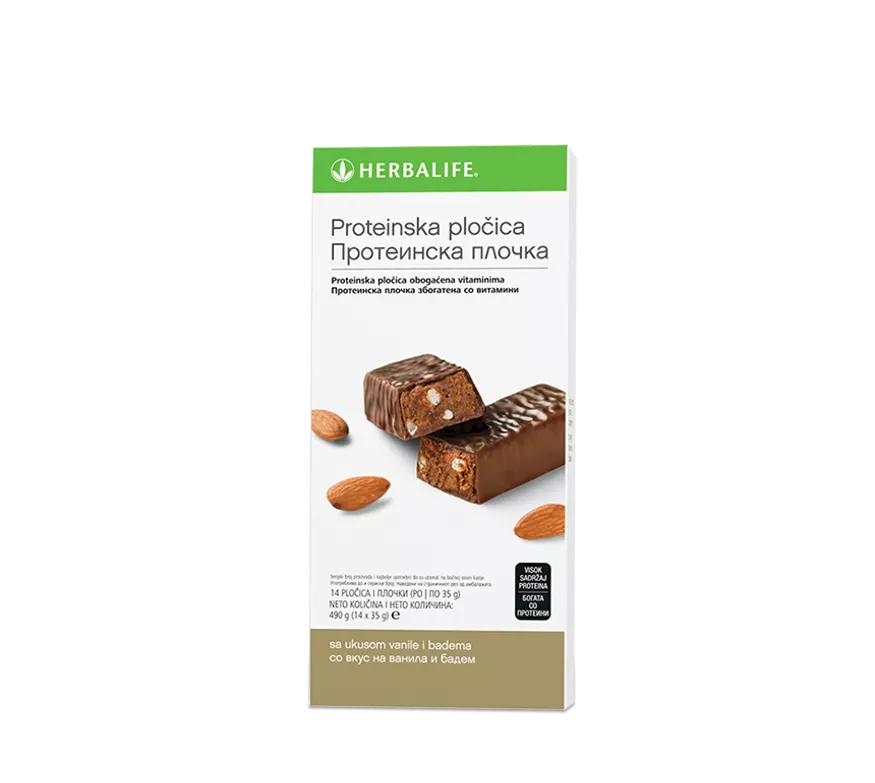 HERBALIFE®
Proteinska pločica
Протеинска плочка
Proteinska pločica obogaćena vitaminima
Протеинска плочка збогатена со витамини
14 PLOČICA I ПЛОЧКИ (PO | ПО 35 g)
NETO KOLIČINA I НЕТО КОЛИЧИНА:
490 g (14 x 35 g) e
VISOK
SADRŽAJ
PROTEINA
БОГАТА
СО
ПРОТЕИНИ
sa ukusom vanile i badema
со вкус на ванила и бадем